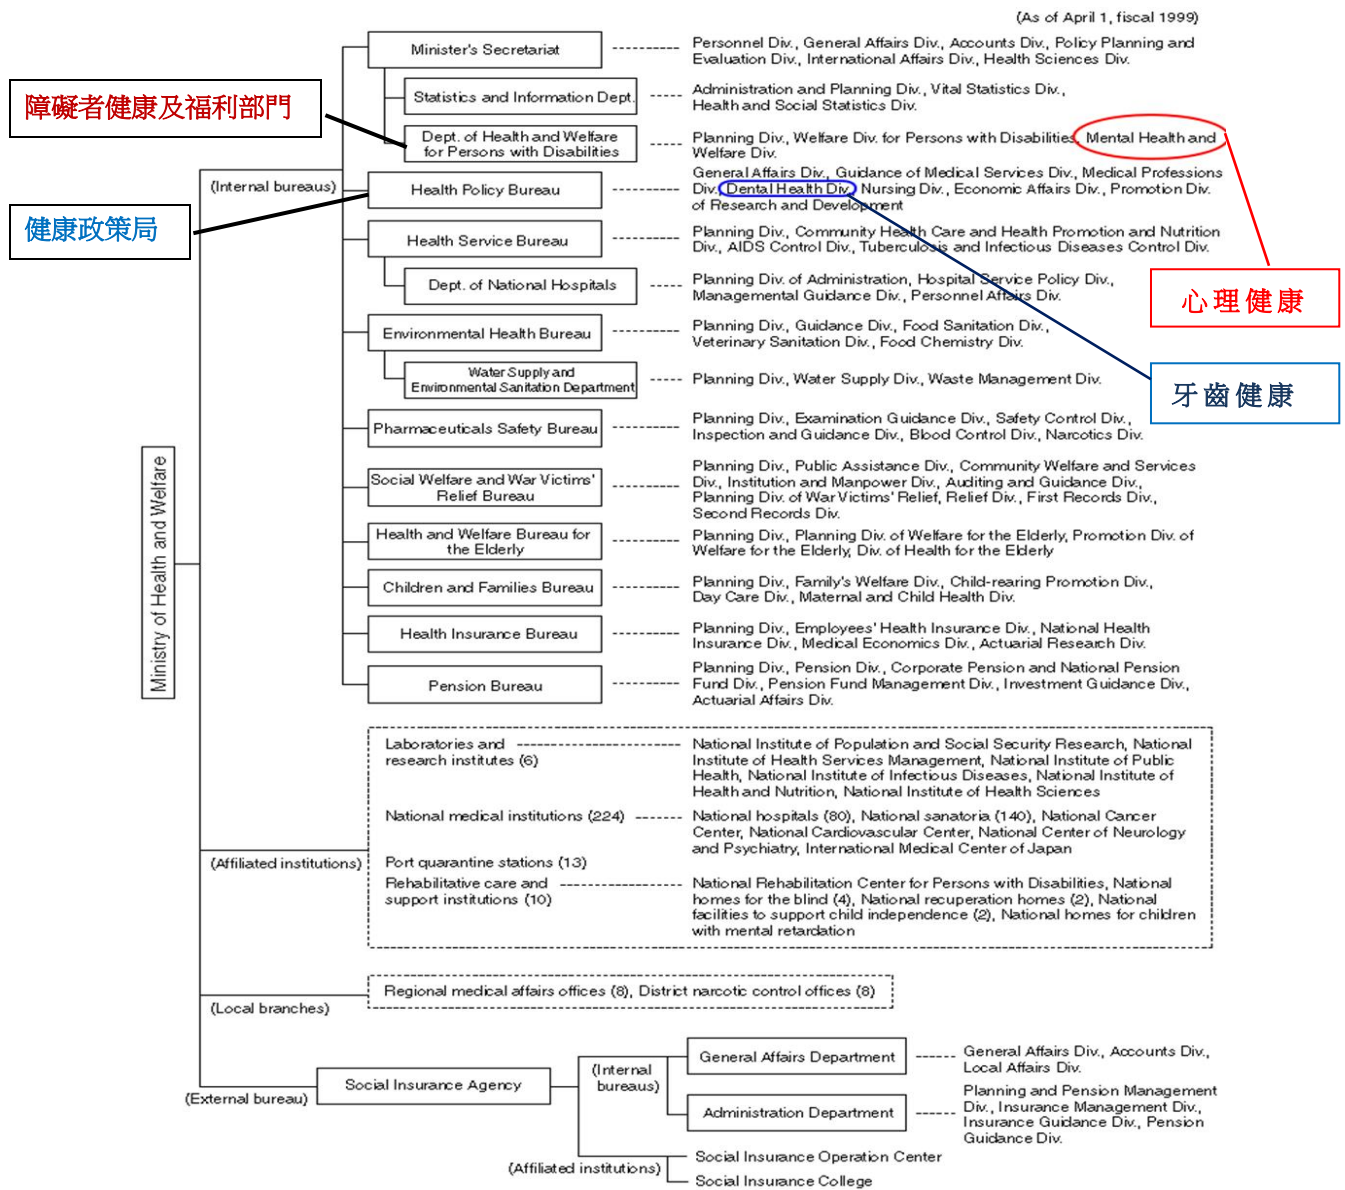 (As of April 1, fiscal 1999)
Minister's Secretariat
Personnel Div., General Affairs Div., Accounts Div., Policy Planning and
Evaluation Div., International Affairs Div., Health Sciences Div.
障礙者健康及福利部門
Statistics and Information Dept.
Administration and Planning Div., Vital Statistics Div.,
Health and Social Statistics Div.
Dept. of Health and Welfare
for Persons with Disabilities
Planning Div., Welfare Div. for Persons with Disabilities, Mental Health and
Welfare Div.
(Internal bureaus)
Health Policy Bureau
General Affairs Div., Guidance of Medical Services Div., Medical Professions
Div., Dental Health Div., Nursing Div., Economic Affairs Div., Promotion Div.
of Research and Development
健康政策局
Health Service Bureau
Planning Div., Community Health Care and Health Promotion and Nutrition
Div., AIDS Control Div., Tuberculosis and Infectious Diseases Control Div.
Dept. of National Hospitals
Planning Div. of Administration, Hospital Service Policy Div.,
Managemental Guidance Div., Personnel Affairs Div.
心理健康
Environmental Health Bureau
Planning Div., Guidance Div., Food Sanitation Div.,
Veterinary Sanitation Div., Food Chemistry Div.
Water Supply and
Environmental Sanitation Department
Planning Div., Water Supply Div., Waste Management Div.
牙齒健康
Pharmaceuticals Safety Bureau
Planning Div., Examination Guidance Div., Safety Control Div.,
Inspection and Guidance Div., Blood Control Div., Narcotics Div.
Ministry of Health and Welfare
Social Welfare and War Victims'
Relief Bureau
Planning Div., Public Assistance Div., Community Welfare and Services
Div., Institution and Manpower Div., Auditing and Guidance Div.,
Planning Div. of War Victims' Relief, Relief Div., First Records Div.,
Second Records Div.
Health and Welfare Bureau for
the Elderly
Planning Div., Planning Div. of Welfare for the Elderly, Promotion Div. of
Welfare for the Elderly, Div. of Health for the Elderly
Children and Families Bureau
Planning Div., Family's Welfare Div., Child-rearing Promotion Div.,
Day Care Div., Maternal and Child Health Div.
Health Insurance Bureau
Planning Div., Employees' Health Insurance Div., National Health
Insurance Div., Medical Economics Div., Actuarial Research Div.
Pension Bureau
Planning Div., Pension Div., Corporate Pension and National Pension
Fund Div., Pension Fund Management Div., Investment Guidance Div.,
Actuarial Affairs Div.
(Affiliated institutions)
Laboratories and
research institutes (6)
National Institute of Population and Social Security Research, National
Institute of Health Services Management, National Institute of Public
Health, National Institute of Infectious Diseases, National Institute of
Health and Nutrition, National Institute of Health Sciences
National medical institutions (224)
National hospitals (80), National sanatoria (140), National Cancer
Center, National Cardiovascular Center, National Center of Neurology
and Psychiatry, International Medical Center of Japan
Port quarantine stations (13)
Rehabilitative care and
support institutions (10)
National Rehabilitation Center for Persons with Disabilities, National
homes for the blind (4), National recuperation homes (2), National
facilities to support child independence (2), National homes for children
with mental retardation
(Local branches)
Regional medical affairs offices (8), District narcotic control offices (8)
(External bureau)
Social Insurance Agency
(Internal
bureaus)
General Affairs Department
General Affairs Div., Accounts Div.,
Local Affairs Div.
Administration Department
Planning and Pension Management
Div., Insurance Management Div.,
Insurance Guidance Div., Pension
Guidance Div.
(Affiliated institutions)
Social Insurance Operation Center
Social Insurance College